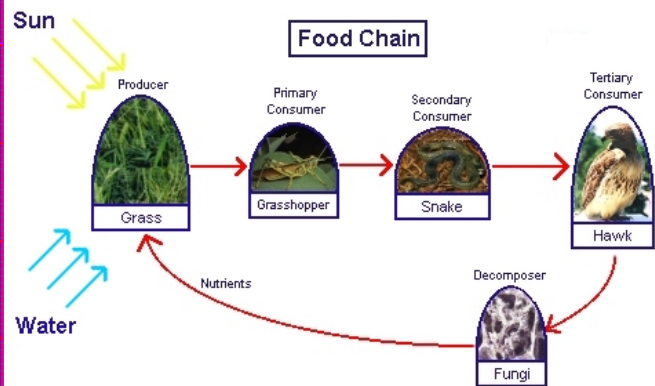 Sun
Food Chain
Producer
Primary
Consumer
Secondary
Consumer
Tertiary
Consumer
Grass
Grasshopper
Snake
Hawk
Nutrients
Decomposer
Water
Fungi